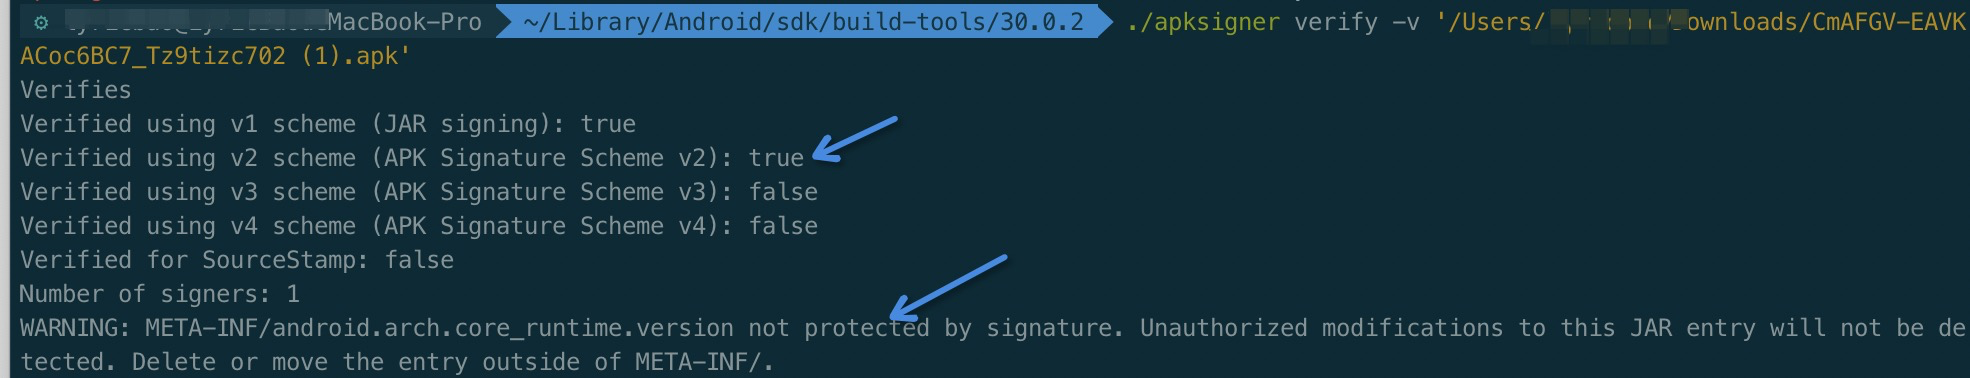 MacBook-Pro ~/Library/Android/sdk/build-tools/30.0.2 ./apksigner verify -v '/Users/ ownloads/CmAFGV-EAVK
ACoc6BC7_Tz9tizc702 (1).apk'
Verifies
Verified using v1 scheme (JAR signing): true
Verified using v2 scheme (APK Signature Scheme v2): true
Verified using v3 scheme (APK Signature Scheme v3): false
Verified using v4 scheme (APK Signature Scheme v4): false
Verified for SourceStamp: false
Number of signers: 1
WARNING: META-INF/android.arch.core_runtime.version not protected by signature. Unauthorized modifications to this JAR entry will not be de
tected. Delete or move the entry outside of META-INF/.